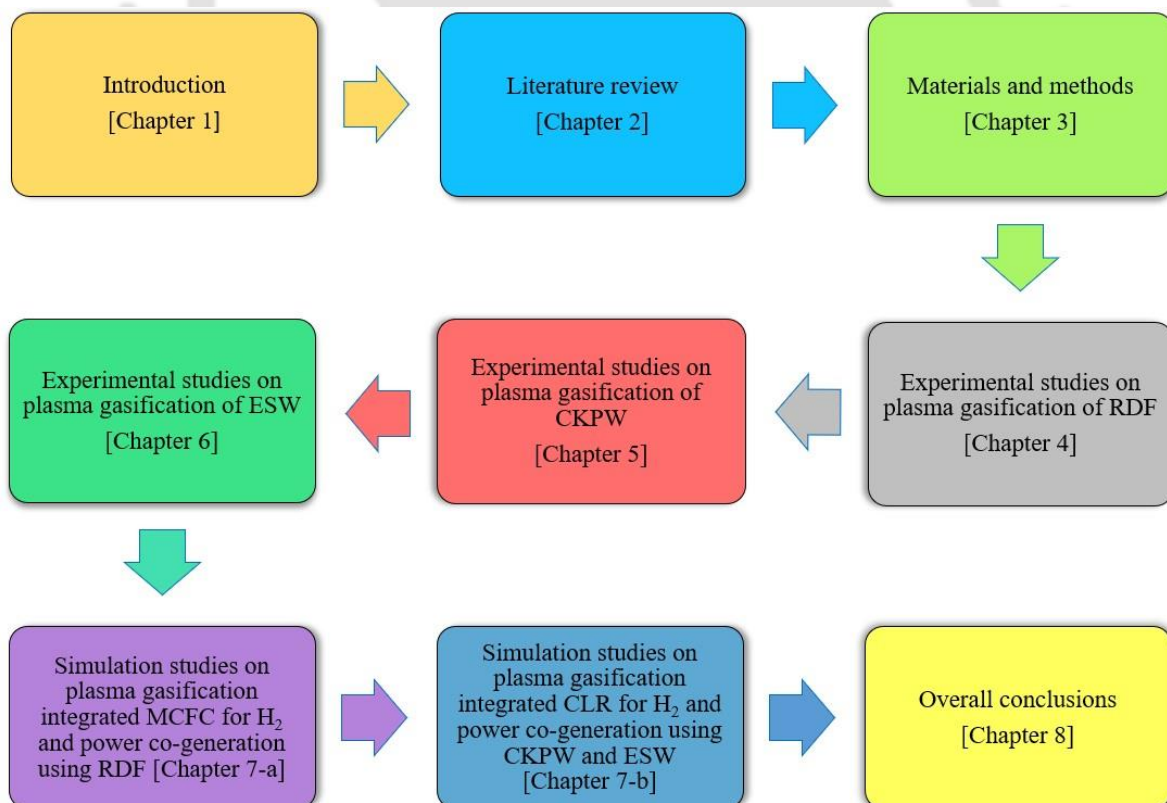 Introduction
[Chapter 1]
Literature review
[Chapter 2]
Materials and methods
[Chapter 3]
Experimental studies on
plasma gasification of RDF
[Chapter 4]
Experimental studies on
plasma gasification of
CKPW
[Chapter 5]
Experimental studies on
plasma gasification of ESW
[Chapter 6]
Simulation studies on
plasma gasification
integrated MCFC for H₂
and power co-generation
using RDF [Chapter 7-a]
Simulation studies on
plasma gasification
integrated CLR for H₂ and
power co-generation using
CKPW and ESW
[Chapter 7-b]
Overall conclusions
[Chapter 8]